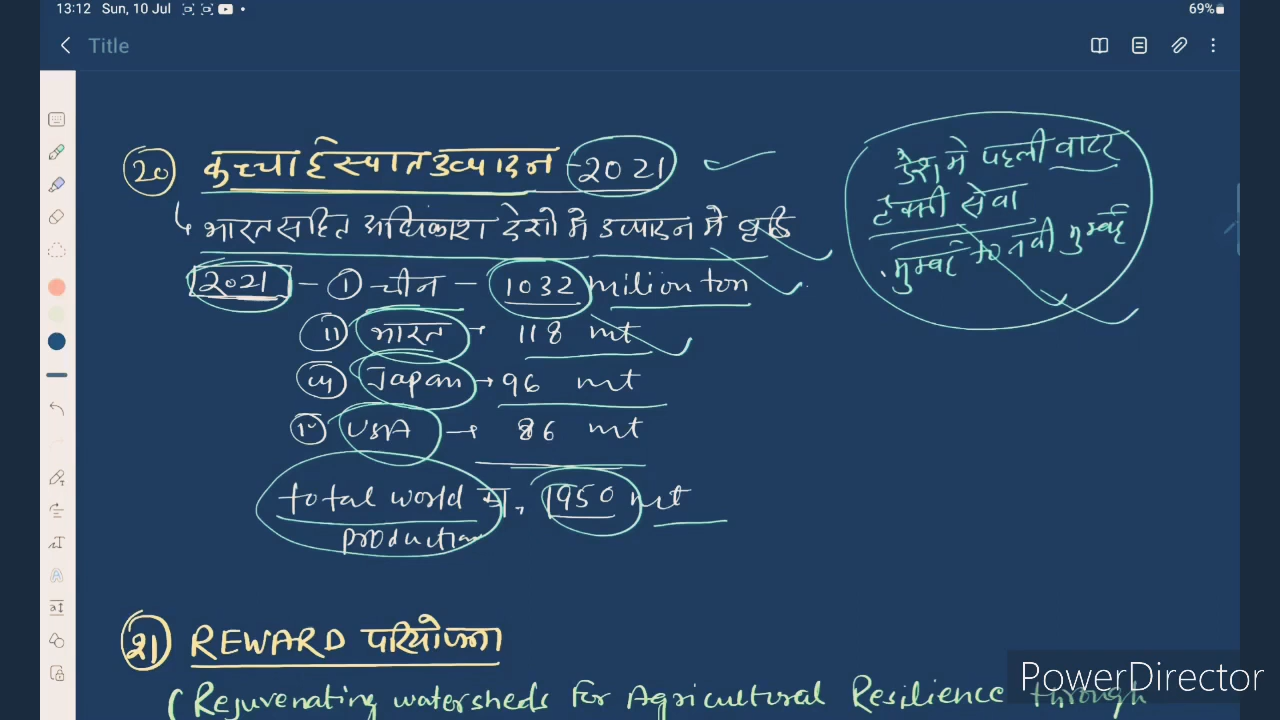 13:12 Sun, 10 Jul
69%
Title
20 कच्चा इस्पात उत्पादन - 2021
भारत सहित अधिकांश देशों में उत्पादन में वृद्धि
2021 - (i) चीन - 1032 milion ton
(ii) भारत → 118 mt
(iii) Japan → 96 mt
(iv) USA → 86 mt
total world
production 1950 mt
देश में पहली वाटर
टैक्सी सेवा
मुम्बई से नवी मुम्बई
21 REWARD परियोजना
(Rejuvenating watersheds for Agricultural Resilience through
PowerDirector